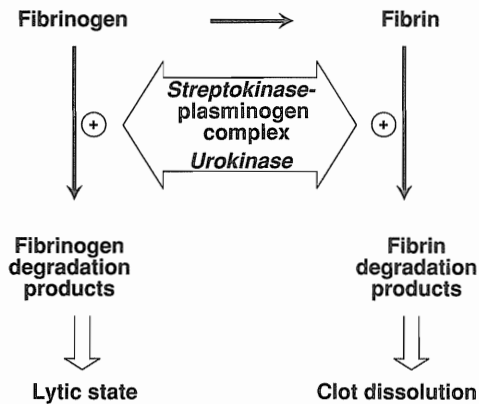 Fibrinogen
Fibrin
Streptokinase-
plasminogen
complex
Urokinase
+
+
Fibrinogen
degradation
products
Fibrin
degradation
products
Lytic state
Clot dissolution